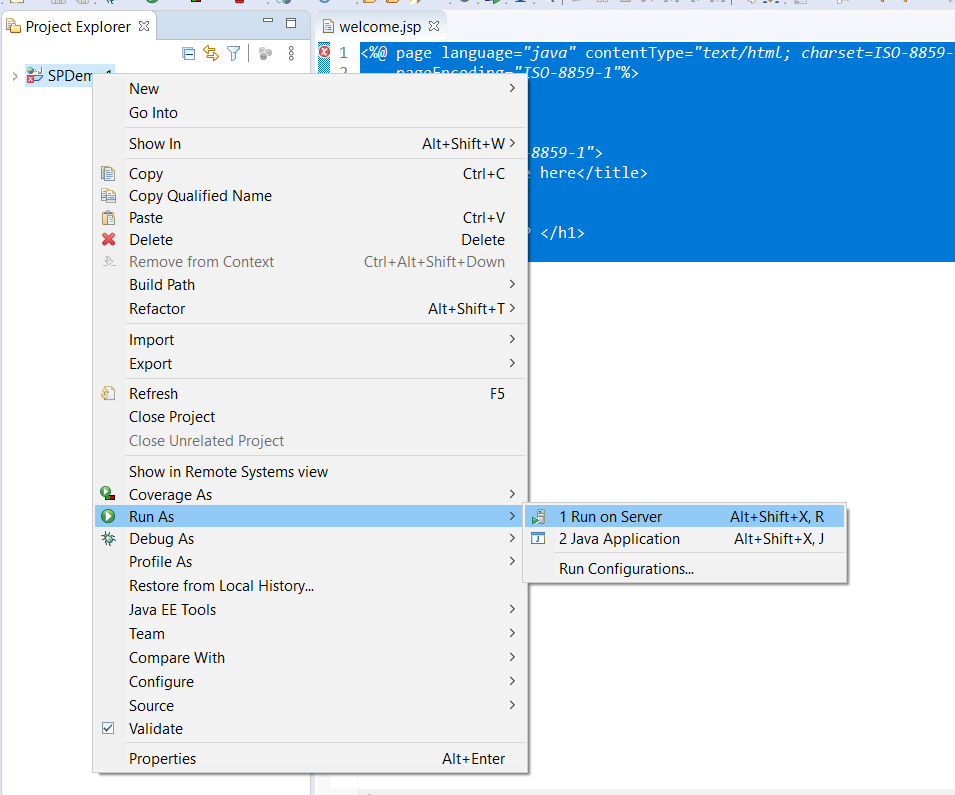 Project Explorer
welcome.jsp
1 <%@ page language="java" contentType="text/html; charset=ISO-8859-
2 pageEncoding="ISO-8859-1"%>
SPDem
-8859-1">
here</title>
</h1>
New
Go Into
Show In Alt+Shift+W
Copy Ctrl+C
Copy Qualified Name
Paste Ctrl+V
Delete Delete
Remove from Context Ctrl+Alt+Shift+Down
Build Path
Refactor Alt+Shift+T
Import
Export
Refresh F5
Close Project
Close Unrelated Project
Show in Remote Systems view
Coverage As
Run As
Debug As
Profile As
Restore from Local History...
Java EE Tools
Team
Compare With
Configure
Source
Validate
Properties Alt+Enter
1 Run on Server Alt+Shift+X, R
2 Java Application Alt+Shift+X, J
Run Configurations...